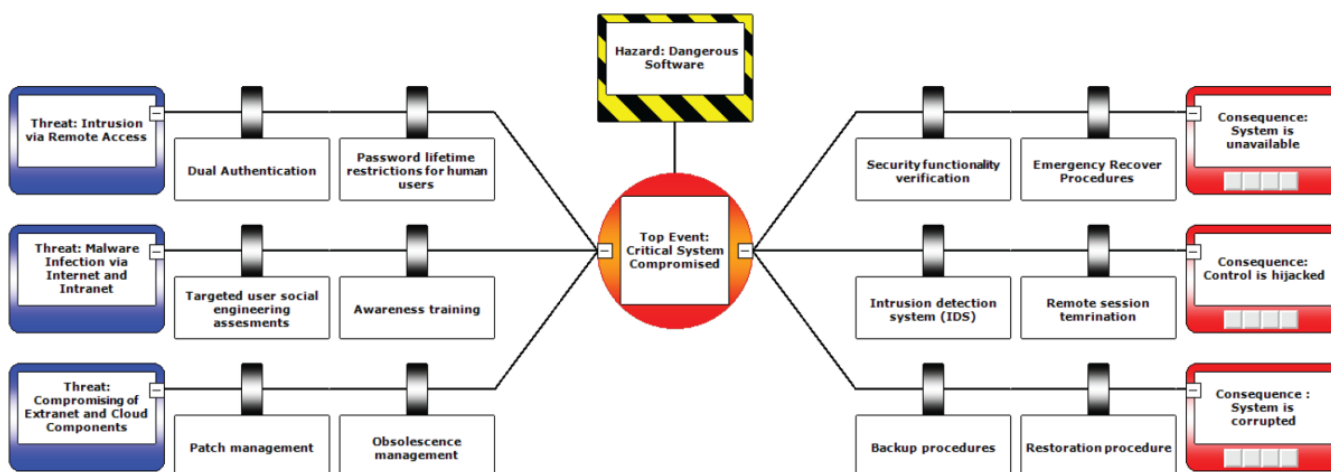 Hazard: Dangerous
Software
Threat: Intrusion
via Remote Access
Dual Authentication
Password lifetime
restrictions for human
users
Security functionality
verification
Emergency Recover
Procedures
Consequence:
System is
unavailable
Threat: Malware
Infection via
Internet and
Intranet
Targeted user social
engineering
assesments
Awareness training
Top Event:
Critical System
Compromised
Intrusion detection
system (IDS)
Remote session
temrination
Consequence:
Control is hijacked
Threat:
Compromising of
Extranet and Cloud
Components
Patch management
Obsolescence
management
Backup procedures
Restoration procedure
Consequence :
System is
corrupted